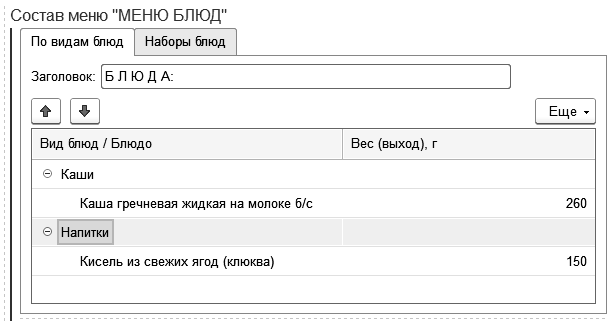 Состав меню "МЕНЮ БЛЮД"
По видам блюд Наборы блюд
Заголовок: Б Л Ю Д А:
Еще
Вид блюд / Блюдо Вес (выход), г
Каши
Каша гречневая жидкая на молоке б/с 260
Напитки
Кисель из свежих ягод (клюква) 150